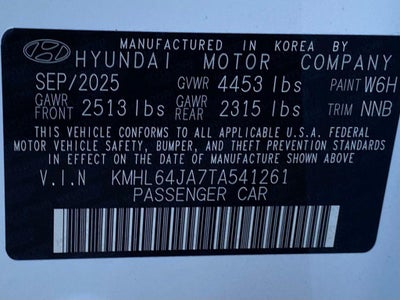 MANUFACTURED IN KOREA BY
HYUNDAI MOTOR COMPANY
SEP/2025 GVWR 4453 lbs PAINT W6H
GAWR FRONT 2513 lbs GAWR REAR 2315 lbs TRIM NNB
THIS VEHICLE CONFORMS TO ALL APPLICABLE U.S.A. FEDERAL
MOTOR VEHICLE SAFETY, BUMPER, AND THEFT PREVENTION STANDARDS
IN EFFECT ON THE DATE OF MANUFACTURE SHOWN ABOVE.
V.I.N KMHL64JA7TA541261
PASSENGER CAR